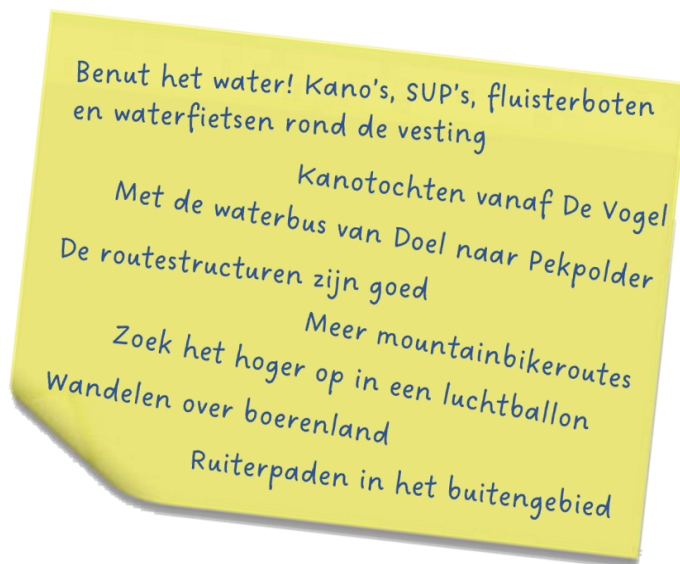 Benut het water! Kano's, SUP's, fluisterboten
en waterfietsen rond de vesting
Kanotochten vanaf De Vogel
Met de waterbus van Doel naar Pekpolder
De routestructuren zijn goed
Meer mountainbikeroutes
Zoek het hoger op in een luchtballon
Wandelen over boerenland
Ruiterpaden in het buitengebied